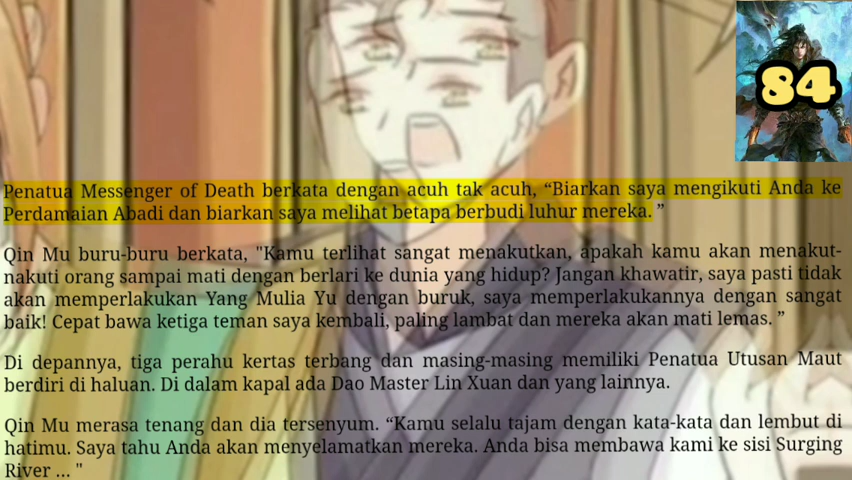 84
Penatua Messenger of Death berkata dengan acuh tak acuh, “Biarkan saya mengikuti Anda ke
Perdamaian Abadi dan biarkan saya melihat betapa berbudi luhur mereka. ”
Qin Mu buru-buru berkata, "Kamu terlihat sangat menakutkan, apakah kamu akan menakut-
nakuti orang sampai mati dengan berlari ke dunia yang hidup? Jangan khawatir, saya pasti tidak
akan memperlakukan Yang Mulia Yu dengan buruk, saya memperlakukannya dengan sangat
baik! Cepat bawa ketiga teman saya kembali, paling lambat dan mereka akan mati lemas. ”
Di depannya, tiga perahu kertas terbang dan masing-masing memiliki Penatua Utusan Maut
berdiri di haluan. Di dalam kapal ada Dao Master Lin Xuan dan yang lainnya.
Qin Mu merasa tenang dan dia tersenyum. “Kamu selalu tajam dengan kata-kata dan lembut di
hatimu. Saya tahu Anda akan menyelamatkan mereka. Anda bisa membawa kami ke sisi Surging
River ... "